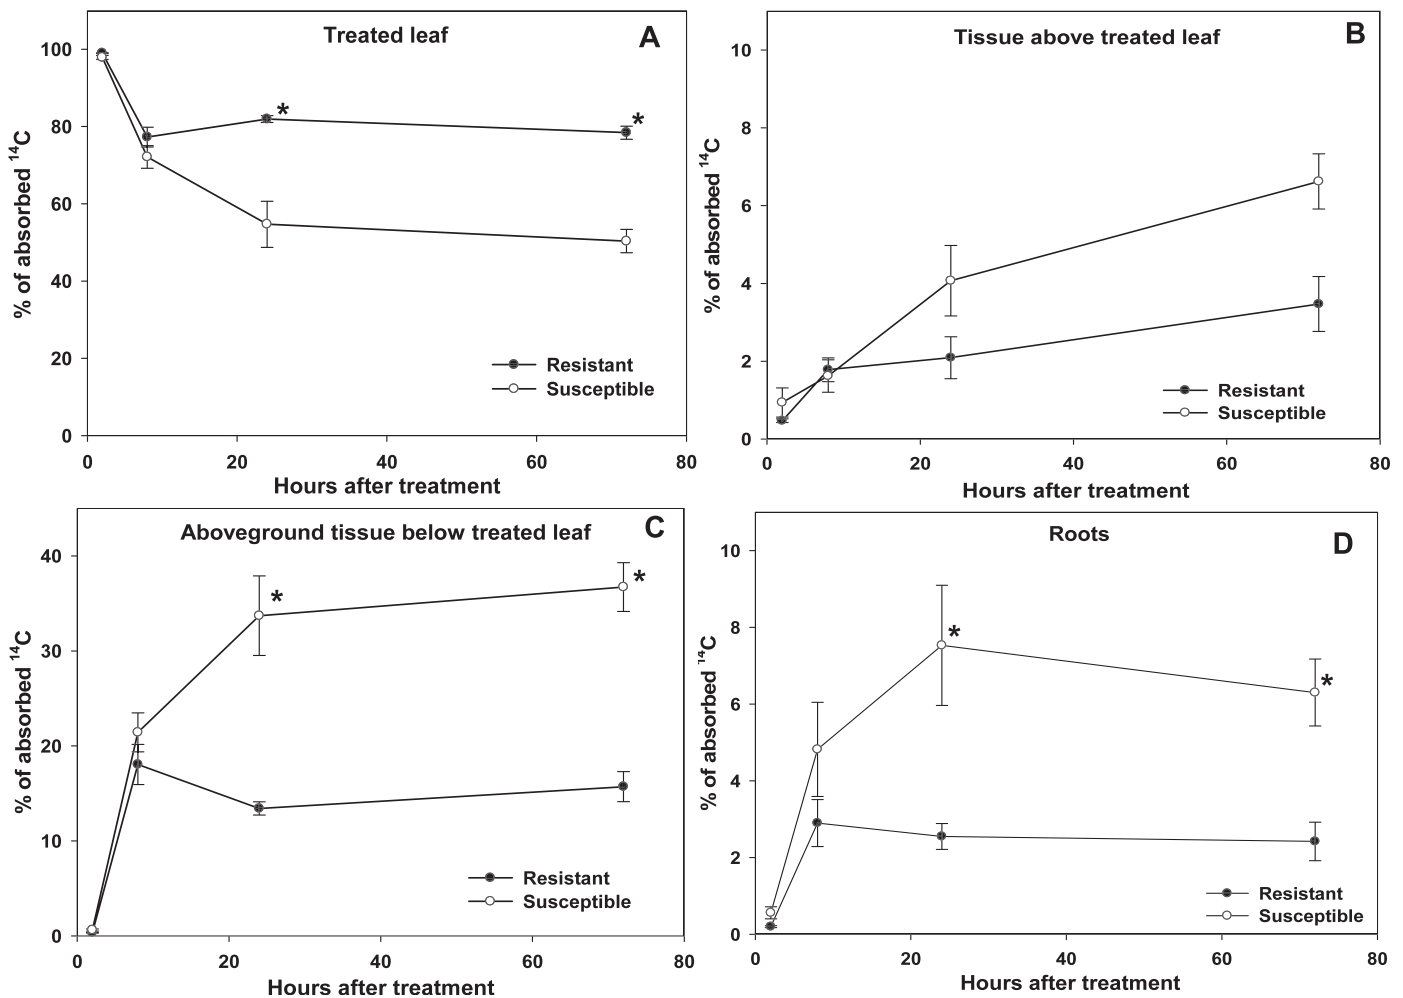 Treated leaf
A
100
80
60
40
20
0
% of absorbed 14C
*
*
Resistant
Susceptible
0 20 40 60 80
Hours after treatment
Tissue above treated leaf
B
10
8
6
4
2
0
% of absorbed 14C
Resistant
Susceptible
0 20 40 60 80
Hours after treatment
Aboveground tissue below treated leaf
C
40
30
20
10
0
% of absorbed 14C
*
*
Resistant
Susceptible
0 20 40 60 80
Hours after treatment
Roots
D
10
8
6
4
2
0
% of absorbed 14C
*
*
Resistant
Susceptible
0 20 40 60 80
Hours after treatment